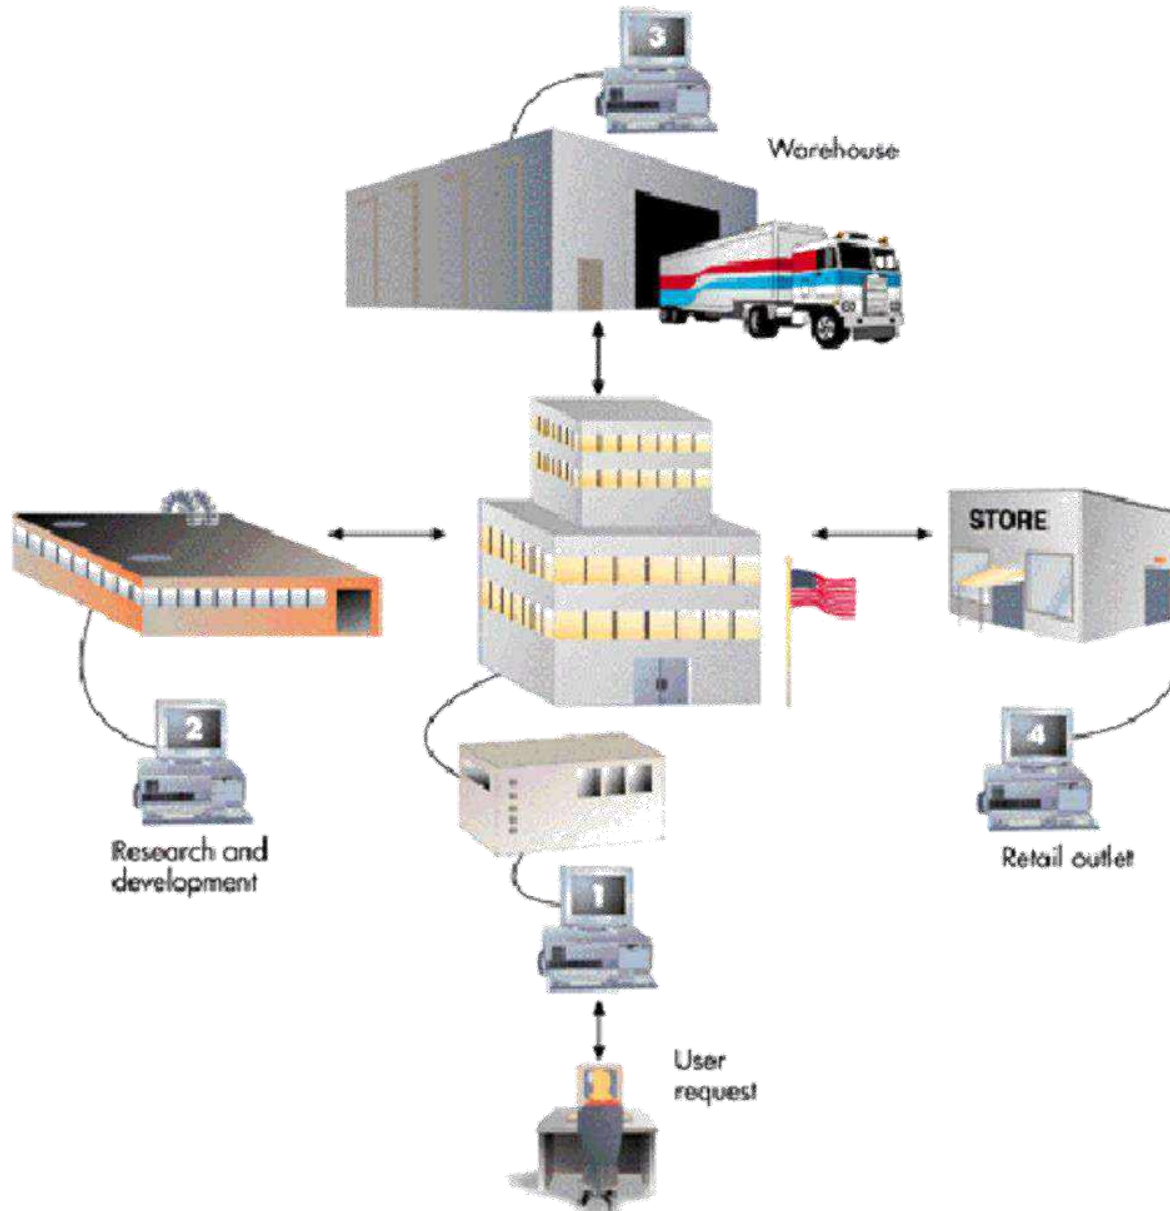 3
Warehouse
STORE
2
4
Research and
development
Retail outlet
1
User
request